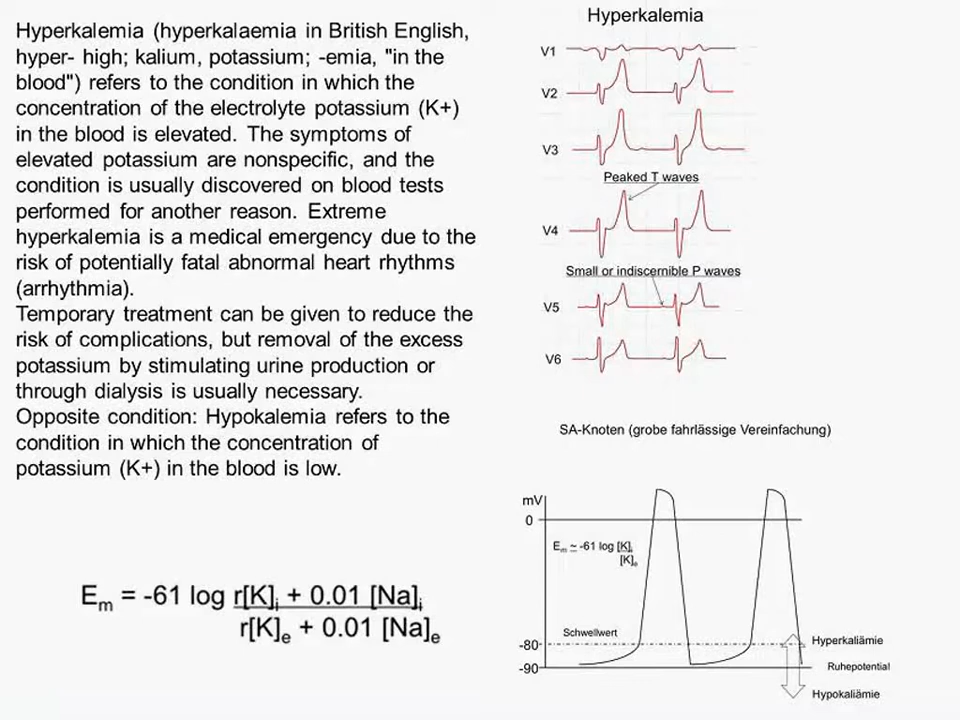 Hyperkalemia (hyperkalaemia in British English,
hyper- high; kalium, potassium; -emia, "in the
blood") refers to the condition in which the
concentration of the electrolyte potassium (K+)
in the blood is elevated. The symptoms of
elevated potassium are nonspecific, and the
condition is usually discovered on blood tests
performed for another reason. Extreme
hyperkalemia is a medical emergency due to the
risk of potentially fatal abnormal heart rhythms
(arrhythmia).
Temporary treatment can be given to reduce the
risk of complications, but removal of the excess
potassium by stimulating urine production or
through dialysis is usually necessary.
Opposite condition: Hypokalemia refers to the
condition in which the concentration of
potassium (K+) in the blood is low.
Em = -61 log r[K]i + 0.01 [Na]i
r[K]e + 0.01 [Na]e
Hyperkalemia
V1
V2
V3
Peaked T waves
V4
Small or indiscernible P waves
V5
V6
SA-Knoten (grobe fahrlässige Vereinfachung)
mV
0
Em ~ -61 log [K]i
[K]e
Schwellwert
-80
-90
Hyperkaliämie
Ruhepotential
Hypokaliämie